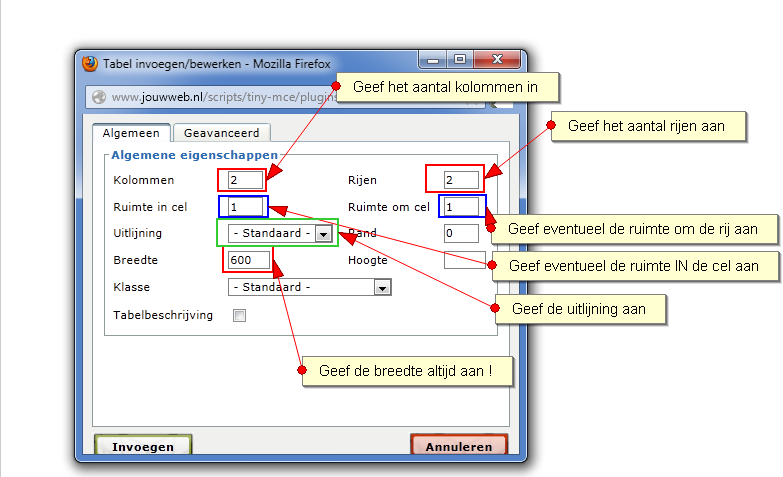 Tabel invoegen/bewerken - Mozilla Firefox
Geef het aantal kolommen in
www.jouwweb.nl/scripts/tiny-mce/plugins
Geef het aantal rijen aan
Algemeen Geavanceerd
Algemene eigenschappen
Kolommen 2 Rijen 2
Ruimte in cel 1 Ruimte om cel 1
Geef eventueel de ruimte om de rij aan
Uitlijning - Standaard - Rand 0
Breedte 600 Hoogte
Geef eventueel de ruimte IN de cel aan
Klasse - Standaard -
Geef de uitlijning aan
Tabelbeschrijving
Geef de breedte altijd aan !
Invoegen Annuleren